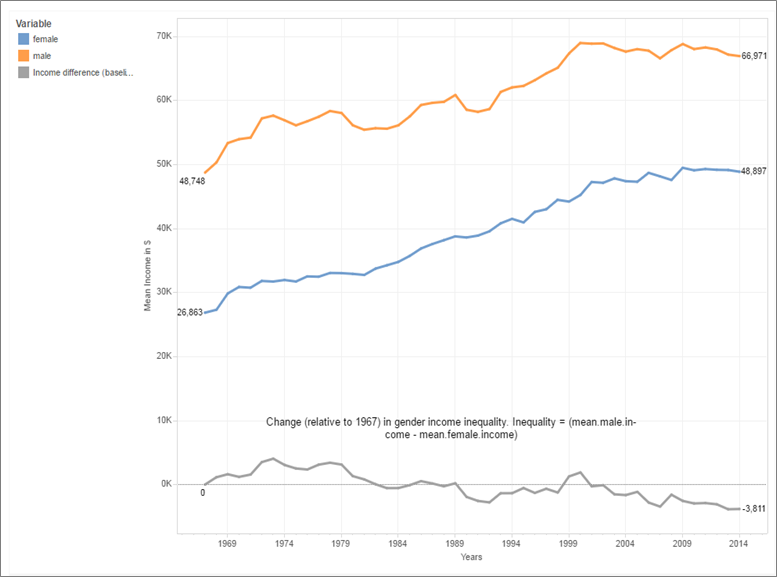 Variable
female
male
Income difference (baseli...
70K
60K
50K
40K
30K
20K
10K
0K
Mean Income in $
66,971
48,748
48,897
26,863
Change (relative to 1967) in gender income inequality. Inequality = (mean.male.in-
come - mean.female.income)
0
-3,811
1969
1974
1979
1984
1989
1994
1999
2004
2009
2014
Years